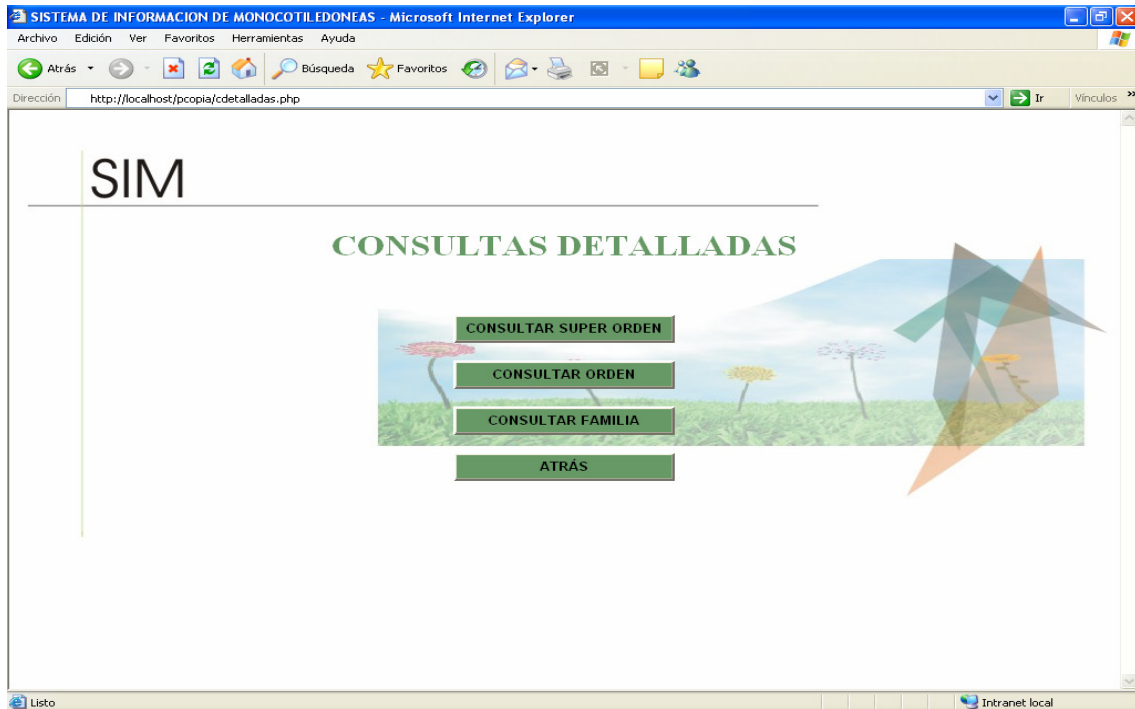 SISTEMA DE INFORMACION DE MONOCOTILEDONEAS - Microsoft Internet Explorer
Archivo Edición Ver Favoritos Herramientas Ayuda
Atrás Búsqueda Favoritos
Dirección http://localhost/pcopia/cdetalladas.php Ir Vínculos »
SIM
CONSULTAS DETALLADAS
CONSULTAR SUPER ORDEN
CONSULTAR ORDEN
CONSULTAR FAMILIA
ATRÁS
Listo Intranet local